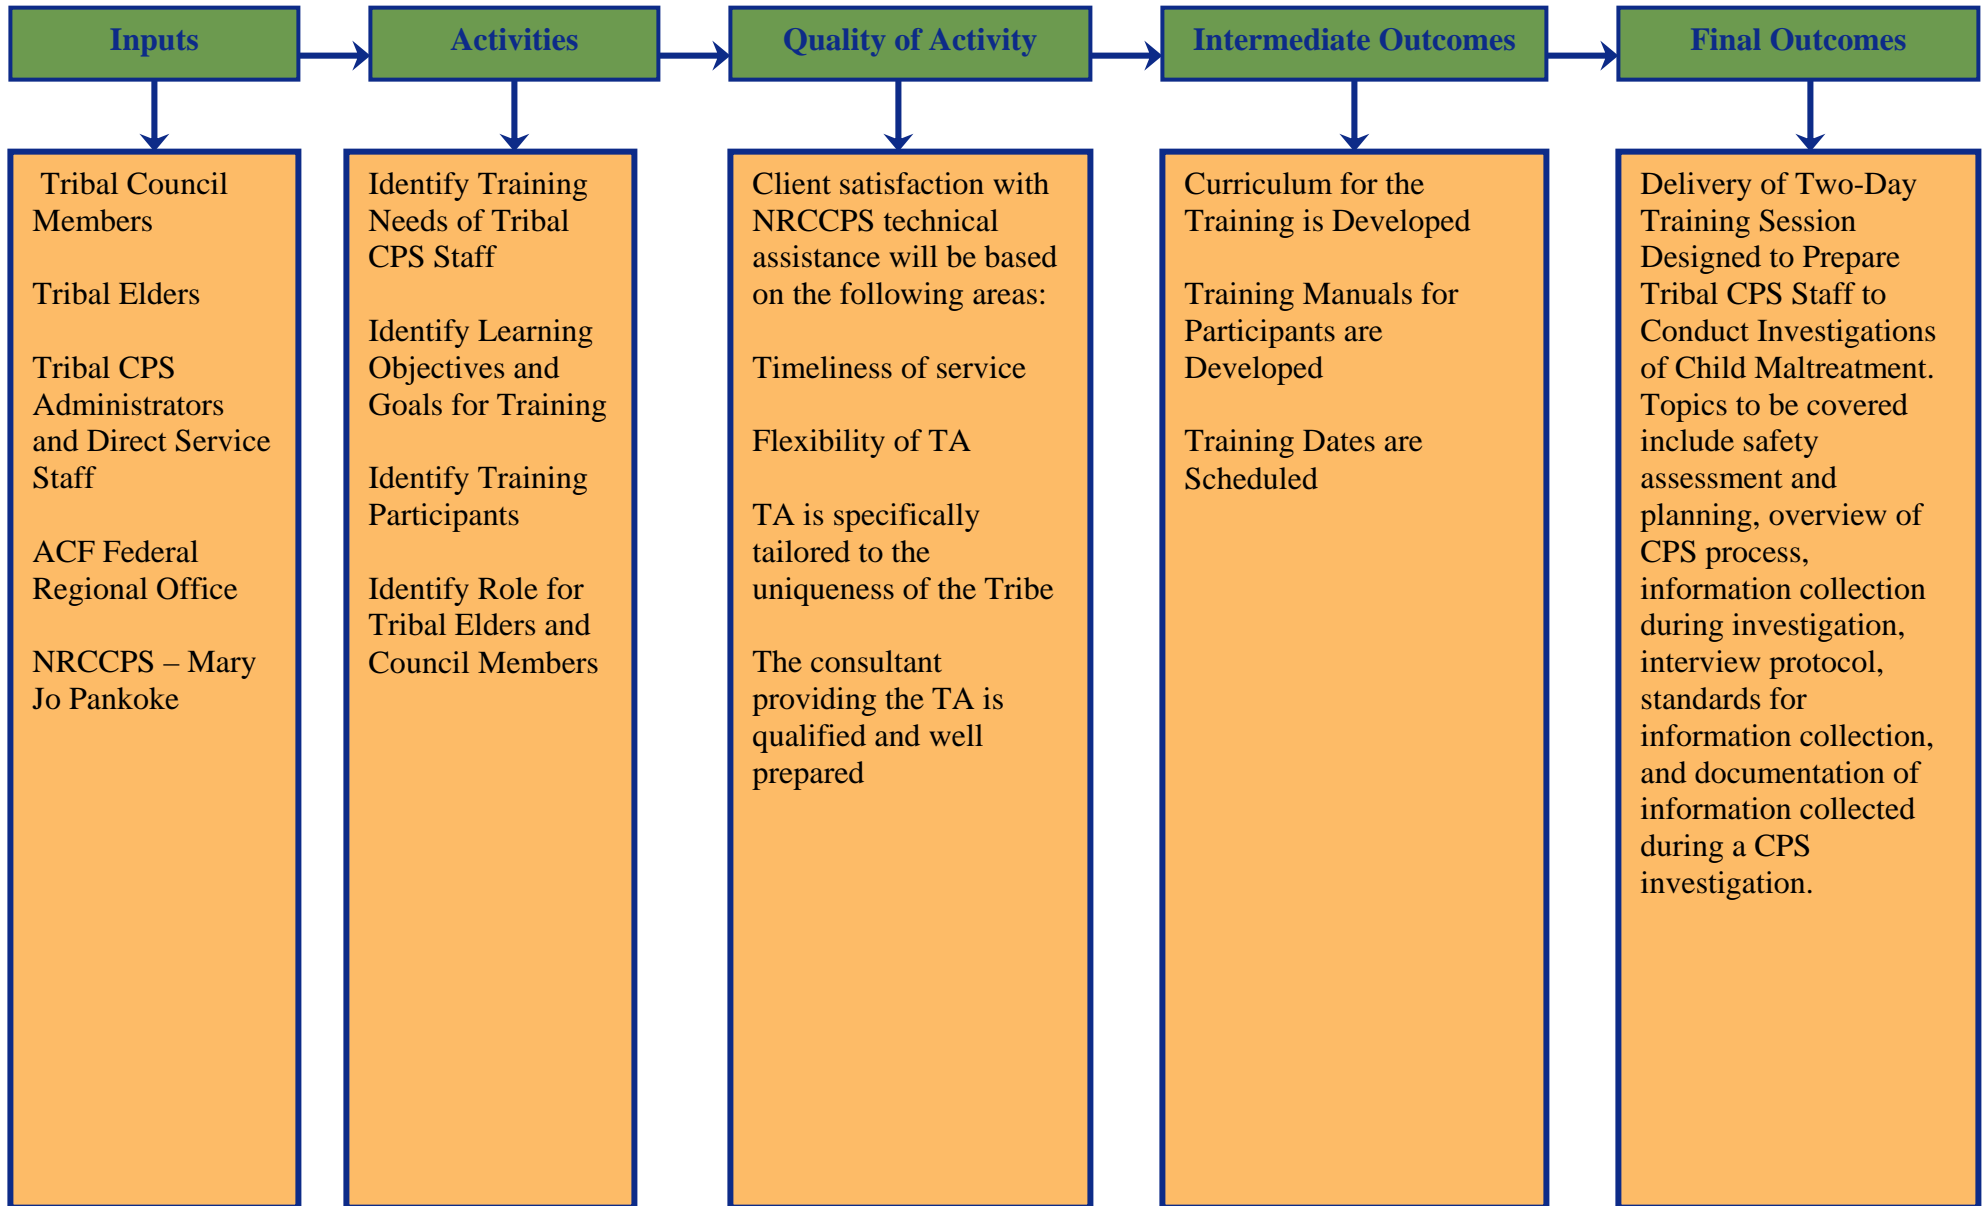 Inputs
Activities
Quality of Activity
Intermediate Outcomes
Final Outcomes
Tribal Council
Members
Tribal Elders
Tribal CPS
Administrators
and Direct Service
Staff
ACF Federal
Regional Office
NRCCPS – Mary
Jo Pankoke
Identify Training
Needs of Tribal
CPS Staff
Identify Learning
Objectives and
Goals for Training
Identify Training
Participants
Identify Role for
Tribal Elders and
Council Members
Client satisfaction with
NRCCPS technical
assistance will be based
on the following areas:
Timeliness of service
Flexibility of TA
TA is specifically
tailored to the
uniqueness of the Tribe
The consultant
providing the TA is
qualified and well
prepared
Curriculum for the
Training is Developed
Training Manuals for
Participants are
Developed
Training Dates are
Scheduled
Delivery of Two-Day
Training Session
Designed to Prepare
Tribal CPS Staff to
Conduct Investigations
of Child Maltreatment.
Topics to be covered
include safety
assessment and
planning, overview of
CPS process,
information collection
during investigation,
interview protocol,
standards for
information collection,
and documentation of
information collected
during a CPS
investigation.